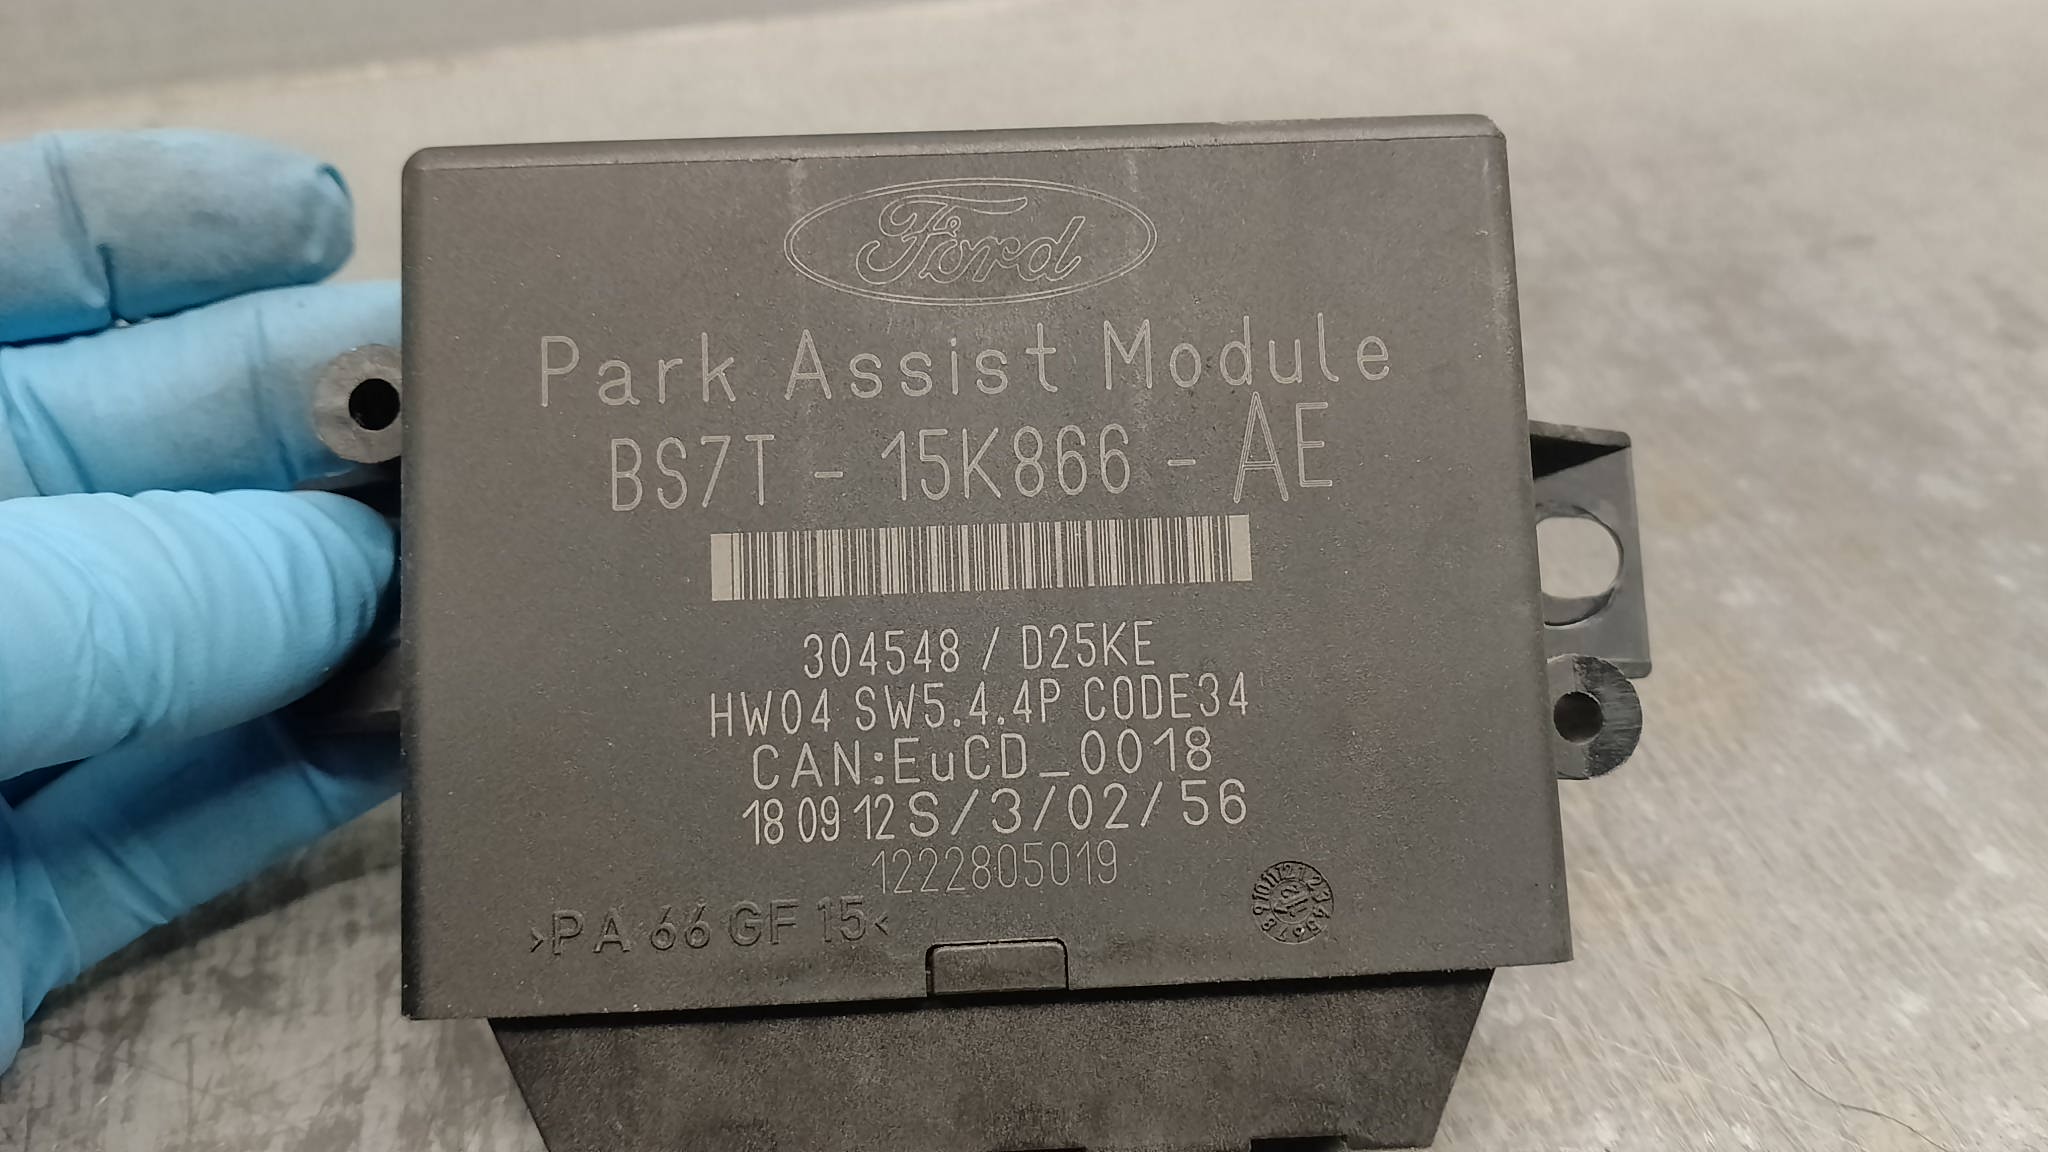 Ford
Park Assist Module
BS7T - 15K866 - AE
304548 / D25KE
HW04 SW5.4.4P CODE34
CAN:EuCD_0018
18 09 12 S/3/02/56
1222805019
>PA 66 GF 15<